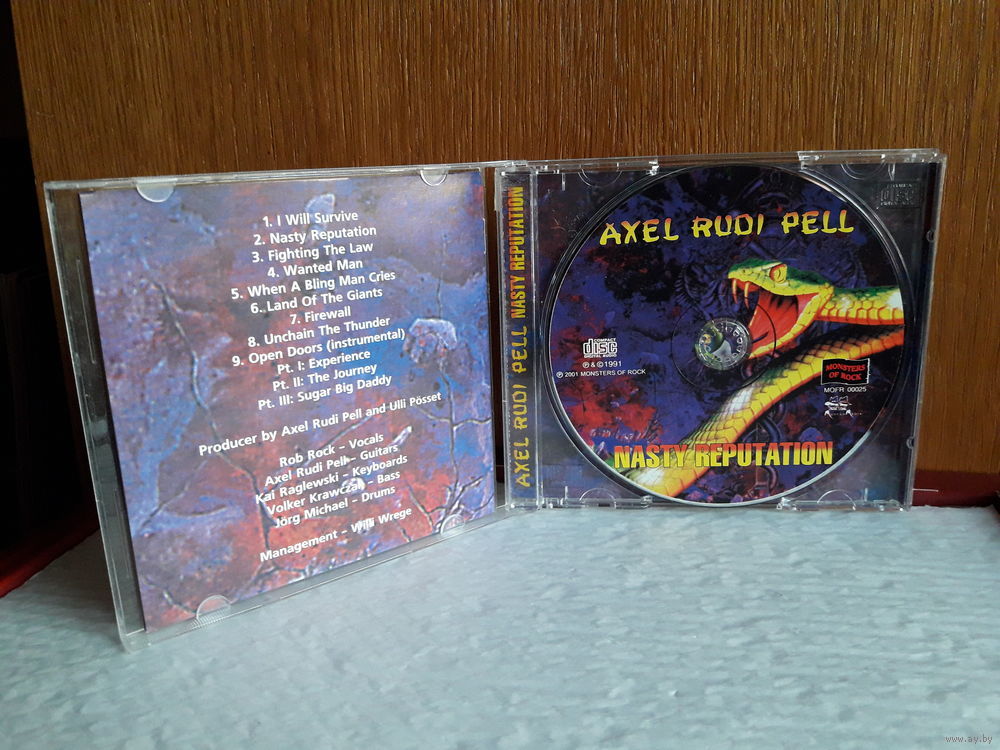 1. I Will Survive
2. Nasty Reputation
3. Fighting The Law
4. Wanted Man
5. When A Bling Man Cries
6. Land Of The Giants
7. Firewall
8. Unchain The Thunder
9. Open Doors (instrumental)
Pt. I: Experience
Pt. II: The Journey
Pt. III: Sugar Big Daddy
Producer by Axel Rudi Pell and Ulli Pösset
Rob Rock – Vocals
Axel Rudi Pell – Guitars
Kai Raglewski – Keyboards
Volker Krawczak – Bass
Jörg Michael – Drums
Management – Willi Wrege
AXEL RUDI PELL NASTY REPUTATION
AXEL RUDI PELL
COMPACT
disc
DIGITAL AUDIO
℗ & © 1991
℗ 2001 MONSTERS OF ROCK
MONSTERS
OF ROCK
MOFR 00025
NASTY REPUTATION
www.ay.by